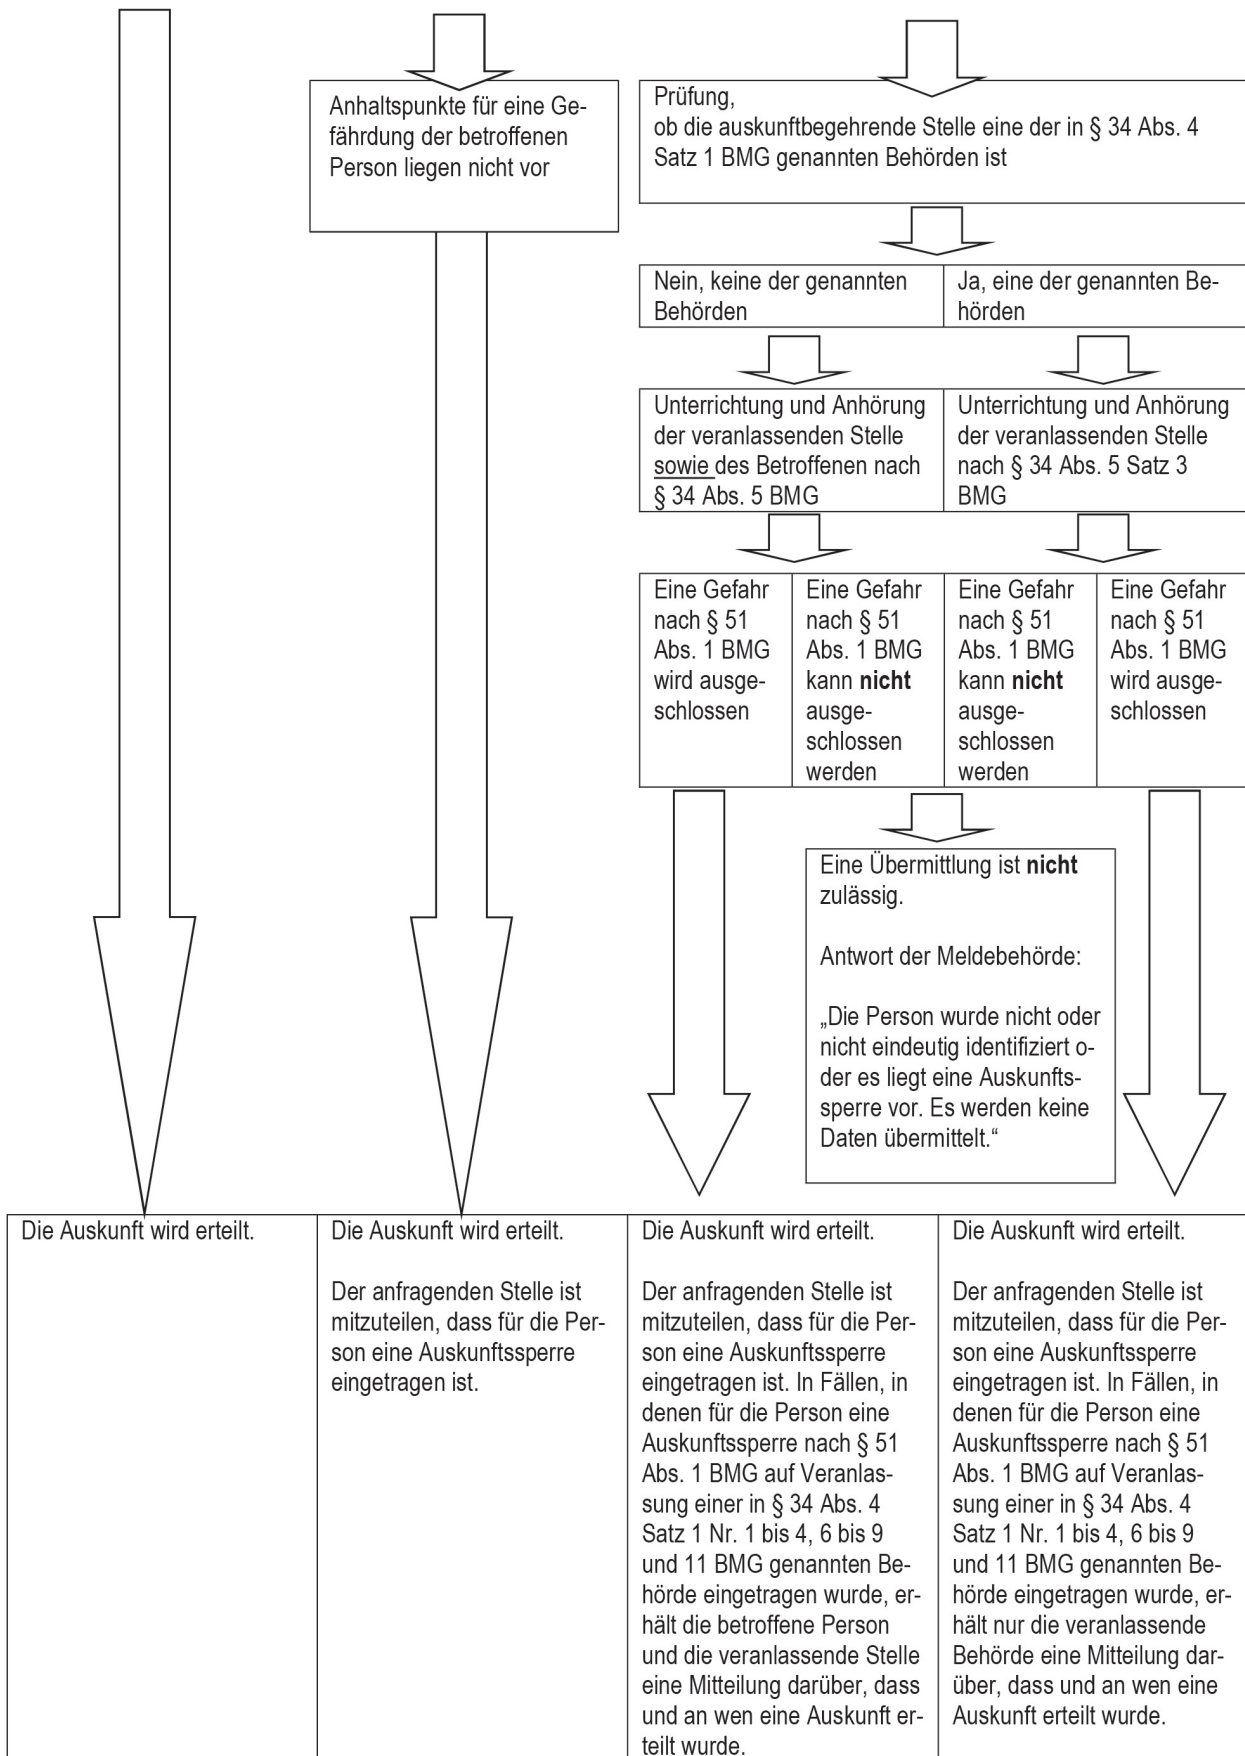 Anhaltspunkte für eine Ge-
fährdung der betroffenen
Person liegen nicht vor
Prüfung,
ob die auskunftbegehrende Stelle eine der in § 34 Abs. 4
Satz 1 BMG genannten Behörden ist
Nein, keine der genannten
Behörden
Ja, eine der genannten Be-
hörden
Unterrichtung und Anhörung
der veranlassenden Stelle
sowie des Betroffenen nach
§ 34 Abs. 5 BMG
Unterrichtung und Anhörung
der veranlassenden Stelle
nach § 34 Abs. 5 Satz 3
BMG
Eine Gefahr
nach § 51
Abs. 1 BMG
wird ausge-
schlossen
Eine Gefahr
nach § 51
Abs. 1 BMG
kann nicht
ausge-
schlossen
werden
Eine Gefahr
nach § 51
Abs. 1 BMG
kann nicht
ausge-
schlossen
werden
Eine Gefahr
nach § 51
Abs. 1 BMG
wird ausge-
schlossen
Eine Übermittlung ist nicht
zulässig.
Antwort der Meldebehörde:
„Die Person wurde nicht oder
nicht eindeutig identifiziert o-
der es liegt eine Auskunfts-
sperre vor. Es werden keine
Daten übermittelt.“
Die Auskunft wird erteilt.
Die Auskunft wird erteilt.
Der anfragenden Stelle ist
mitzuteilen, dass für die Per-
son eine Auskunftssperre
eingetragen ist.
Die Auskunft wird erteilt.
Der anfragenden Stelle ist
mitzuteilen, dass für die Per-
son eine Auskunftssperre
eingetragen ist. In Fällen, in
denen für die Person eine
Auskunftssperre nach § 51
Abs. 1 BMG auf Veranlas-
sung einer in § 34 Abs. 4
Satz 1 Nr. 1 bis 4, 6 bis 9
und 11 BMG genannten Be-
hörde eingetragen wurde, er-
hält die betroffene Person
und die veranlassende Stelle
eine Mitteilung darüber, dass
und an wen eine Auskunft er-
teilt wurde.
Die Auskunft wird erteilt.
Der anfragenden Stelle ist
mitzuteilen, dass für die Per-
son eine Auskunftssperre
eingetragen ist. In Fällen, in
denen für die Person eine
Auskunftssperre nach § 51
Abs. 1 BMG auf Veranlas-
sung einer in § 34 Abs. 4
Satz 1 Nr. 1 bis 4, 6 bis 9
und 11 BMG genannten Be-
hörde eingetragen wurde, er-
hält nur die veranlassende
Behörde eine Mitteilung dar-
über, dass und an wen eine
Auskunft erteilt wurde.